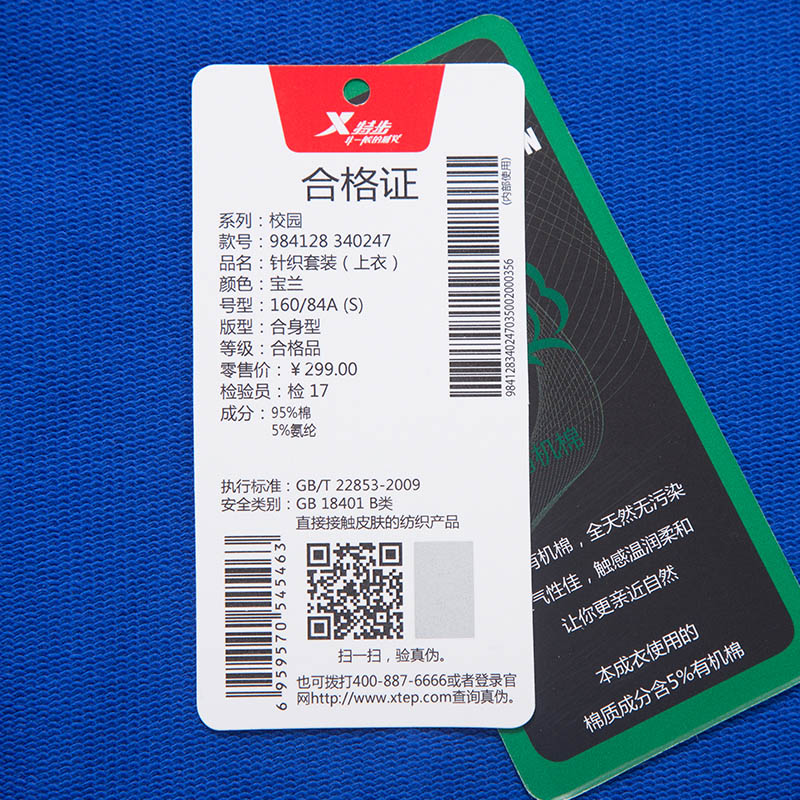 特步
合格证
(内部使用)
系列：校园
款号：984128 340247
品名：针织套装（上衣）
颜色：宝兰
号型：160/84A (S)
版型：合身型
等级：合格品
零售价：￥299.00
检验员：检 17
成分：95%棉
5%氨纶
984128340247035002000356
执行标准：GB/T 22853-2009
安全类别：GB 18401 B类
直接接触皮肤的纺织产品
6 959570 545463
扫一扫，验真伪。
也可拨打400-887-6666或者登录官
网http://www.xtep.com查询真伪。
N
机棉
有机棉，全天然无污染
气性佳，触感温润柔和
让你更亲近自然
本成衣使用的
棉质成分含5%有机棉